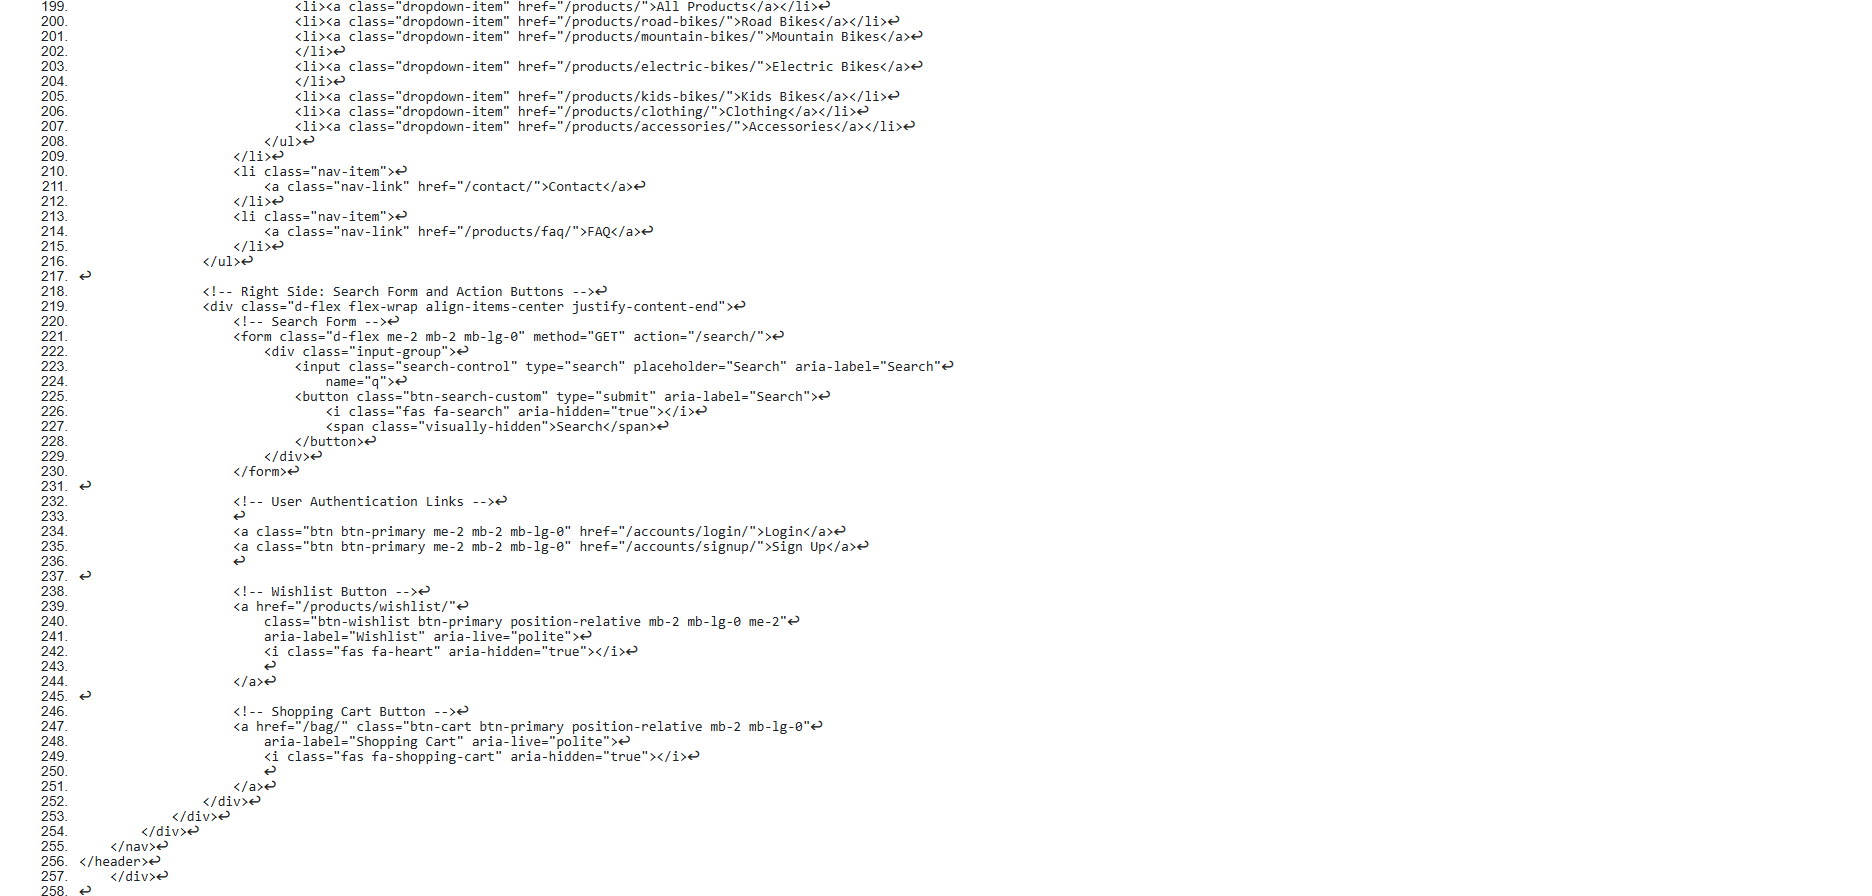 199. <li><a class="dropdown-item" href="/products/">All Products</a></li>↩
200. <li><a class="dropdown-item" href="/products/road-bikes/">Road Bikes</a></li>↩
201. <li><a class="dropdown-item" href="/products/mountain-bikes/">Mountain Bikes</a>↩
202. </li>↩
203. <li><a class="dropdown-item" href="/products/electric-bikes/">Electric Bikes</a>↩
204. </li>↩
205. <li><a class="dropdown-item" href="/products/kids-bikes/">Kids Bikes</a></li>↩
206. <li><a class="dropdown-item" href="/products/clothing/">Clothing</a></li>↩
207. <li><a class="dropdown-item" href="/products/accessories/">Accessories</a></li>↩
208. </ul>↩
209. </li>↩
210. <li class="nav-item">↩
211. <a class="nav-link" href="/contact/">Contact</a>↩
212. </li>↩
213. <li class="nav-item">↩
214. <a class="nav-link" href="/products/faq/">FAQ</a>↩
215. </li>↩
216. </ul>↩
217. ↩
218. <!-- Right Side: Search Form and Action Buttons -->↩
219. <div class="d-flex flex-wrap align-items-center justify-content-end">↩
220. <!-- Search Form -->↩
221. <form class="d-flex me-2 mb-2 mb-lg-0" method="GET" action="/search/">↩
222. <div class="input-group">↩
223. <input class="search-control" type="search" placeholder="Search" aria-label="Search"↩
224. name="q">↩
225. <button class="btn-search-custom" type="submit" aria-label="Search">↩
226. <i class="fas fa-search" aria-hidden="true"></i>↩
227. <span class="visually-hidden">Search</span>↩
228. </button>↩
229. </div>↩
230. </form>↩
231. ↩
232. <!-- User Authentication Links -->↩
233. ↩
234. <a class="btn btn-primary me-2 mb-2 mb-lg-0" href="/accounts/login/">Login</a>↩
235. <a class="btn btn-primary me-2 mb-2 mb-lg-0" href="/accounts/signup/">Sign Up</a>↩
236. ↩
237. ↩
238. <!-- Wishlist Button -->↩
239. <a href="/products/wishlist/"↩
240. class="btn-wishlist btn-primary position-relative mb-2 mb-lg-0 me-2"↩
241. aria-label="Wishlist" aria-live="polite">↩
242. <i class="fas fa-heart" aria-hidden="true"></i>↩
243. ↩
244. </a>↩
245. ↩
246. <!-- Shopping Cart Button -->↩
247. <a href="/bag/" class="btn-cart btn-primary position-relative mb-2 mb-lg-0"↩
248. aria-label="Shopping Cart" aria-live="polite">↩
249. <i class="fas fa-shopping-cart" aria-hidden="true"></i>↩
250. ↩
251. </a>↩
252. </div>↩
253. </div>↩
254. </div>↩
255. </nav>↩
256. </header>↩
257. </div>↩
258. ↩